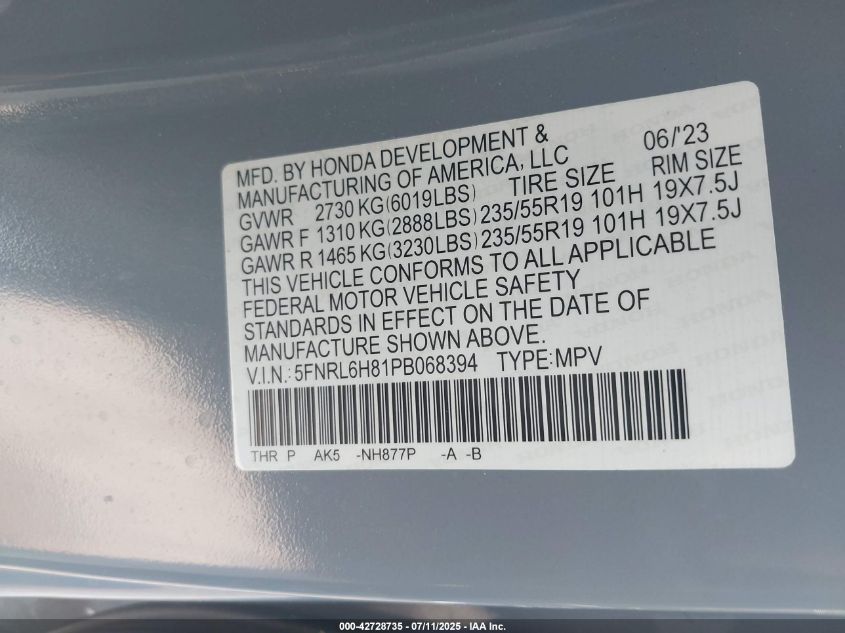 MFD. BY HONDA DEVELOPMENT & 06/'23
MANUFACTURING OF AMERICA, LLC
GVWR 2730 KG(6019LBS) TIRE SIZE RIM SIZE
GAWR F 1310 KG(2888LBS) 235/55R19 101H 19X7.5J
GAWR R 1465 KG(3230LBS) 235/55R19 101H 19X7.5J
THIS VEHICLE CONFORMS TO ALL APPLICABLE
FEDERAL MOTOR VEHICLE SAFETY
STANDARDS IN EFFECT ON THE DATE OF
MANUFACTURE SHOWN ABOVE.
V.I.N.: 5FNRL6H81PB068394 TYPE:MPV
THR P AK5 -NH877P -A -B
000-42728735 - 07/11/2025 - IAA Inc.